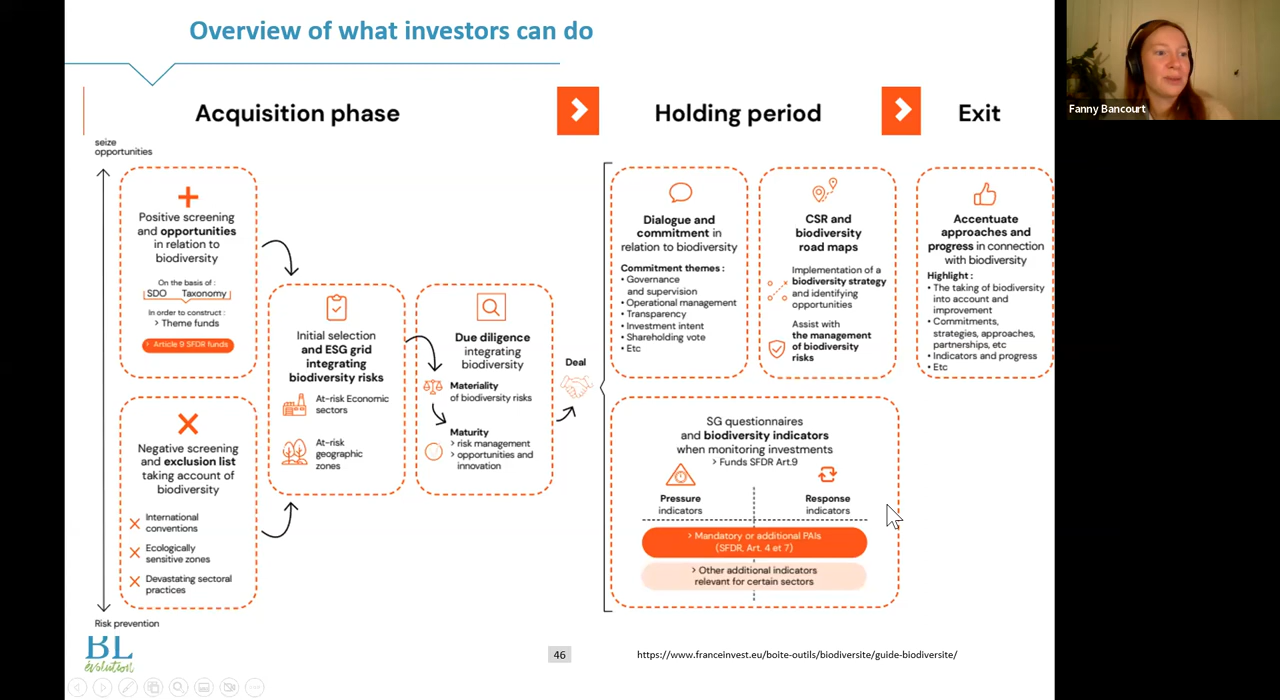 Overview of what investors can do
Fanny Bancourt
Acquisition phase
Holding period
Exit
seize
opportunities
Positive screening
and opportunities
in relation to
biodiversity
On the basis of :
SDO Taxonomy
In order to construct :
> Theme funds
> Article 9 SFDR funds
Negative screening
and exclusion list
taking account of
biodiversity
International
conventions
Ecologically
sensitive zones
Devastating sectoral
practices
Risk prevention
Initial selection
and ESG grid
integrating
biodiversity risks
At-risk Economic
sectors
At-risk
geographic
zones
Due diligence
integrating
biodiversity
Materiality
of biodiversity risks
Maturity
> risk management
> opportunities and
innovation
Deal
Dialogue and
commitment in
relation to biodiversity
Commitment themes :
• Governance
and supervision
• Operational management
• Transparency
• Investment intent
• Shareholding vote
• Etc
CSR and
biodiversity
road maps
Implementation of a
biodiversity strategy
and identifying
opportunities
Assist with
the management
of biodiversity
risks
SG questionnaires
and biodiversity indicators
when monitoring investments
> Funds SFDR Art.9
Pressure
indicators
Response
indicators
> Mandatory or additional PAIs
(SFDR, Art. 4 et 7)
> Other additional indicators
relevant for certain sectors
Accentuate
approaches and
progress in connection
with biodiversity
Highlight :
• The taking of biodiversity
into account and
improvement
• Commitments,
strategies, approaches,
partnerships, etc
• Indicators and progress
• Etc
BL
évolution
46
https://www.franceinvest.eu/boite-outils/biodiversite/guide-biodiversite/